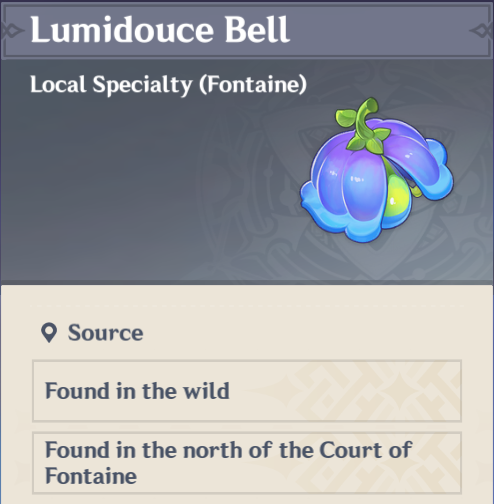 Lumidouce Bell
Local Specialty (Fontaine)
Source
Found in the wild
Found in the north of the Court of
Fontaine